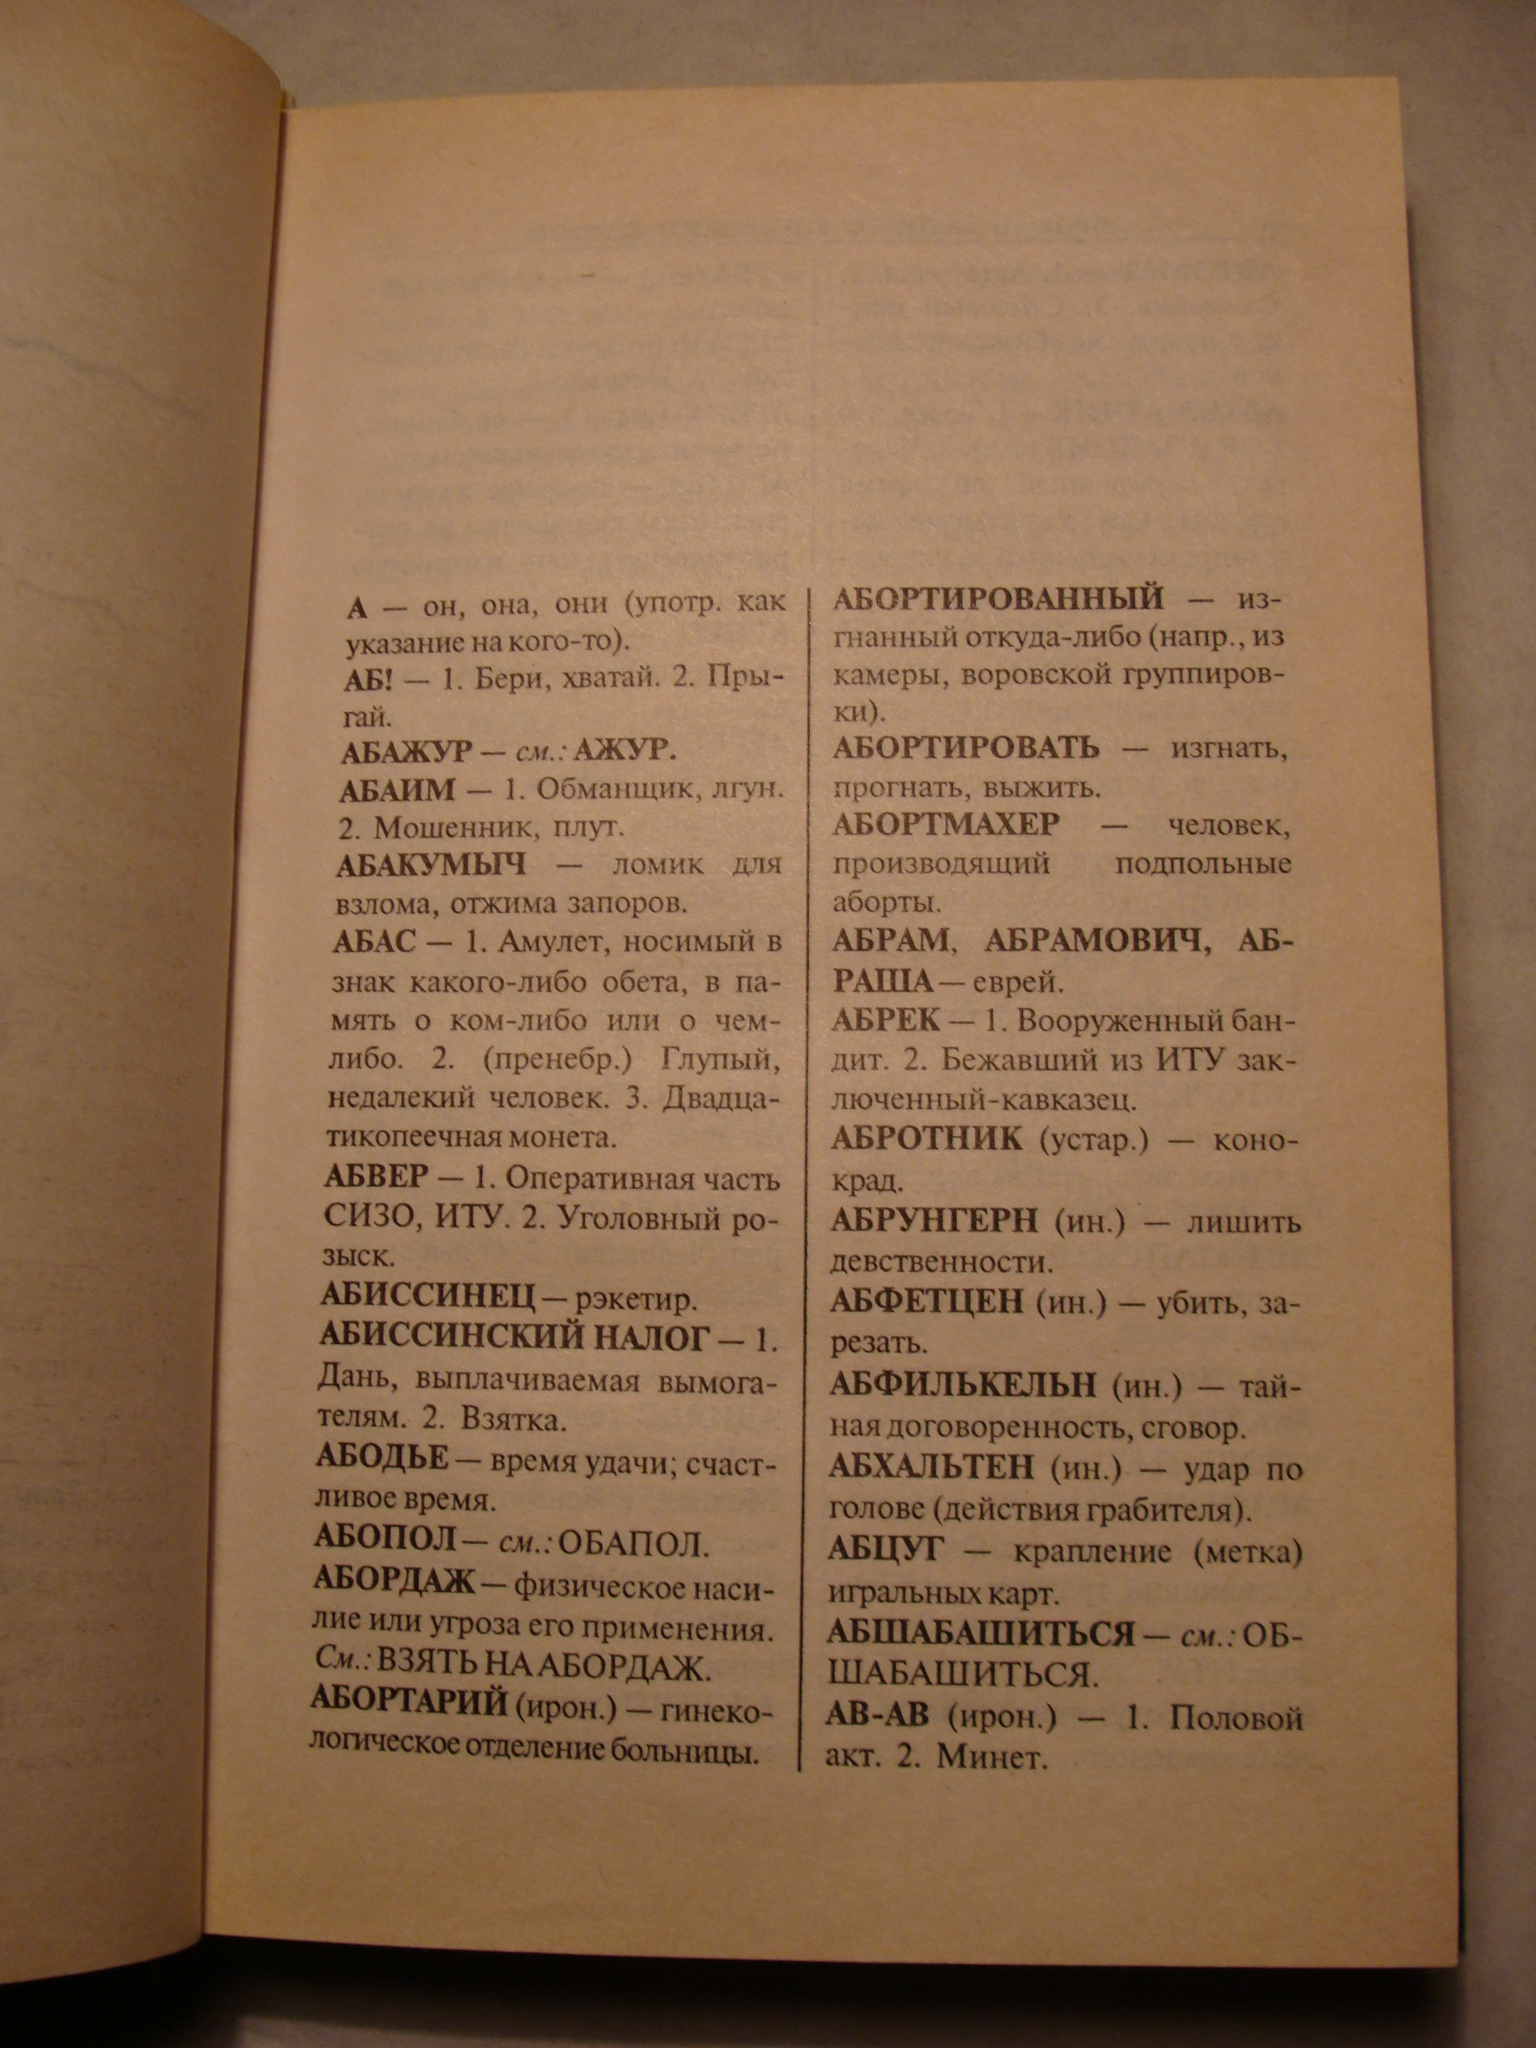 А — он, она, они (употр. как
указание на кого-то).
АБ! — 1. Бери, хватай. 2. Пры-
гай.
АБАЖУР — см.: АЖУР.
АБАИМ — 1. Обманщик, лгун.
2. Мошенник, плут.
АБАКУМЫЧ — ломик для
взлома, отжима запоров.
АБАС — 1. Амулет, носимый в
знак какого-либо обета, в па-
мять о ком-либо или о чем-
либо. 2. (пренебр.) Глупый,
недалекий человек. 3. Двадца-
тикопеечная монета.
АБВЕР — 1. Оперативная часть
СИЗО, ИТУ. 2. Уголовный ро-
зыск.
АБИССИНЕЦ — рэкетир.
АБИССИНСКИЙ НАЛОГ — 1.
Дань, выплачиваемая вымога-
телям. 2. Взятка.
АБОДЬЕ — время удачи; счаст-
ливое время.
АБОПОЛ — см.: ОБАПОЛ.
АБОРДАЖ — физическое наси-
лие или угроза его применения.
См.: ВЗЯТЬ НА АБОРДАЖ.
АБОРТАРИЙ (ирон.) — гинеко-
логическое отделение больницы.
АБОРТИРОВАННЫЙ — из-
гнанный откуда-либо (напр., из
камеры, воровской группиров-
ки).
АБОРТИРОВАТЬ — изгнать,
прогнать, выжить.
АБОРТМАХЕР — человек,
производящий подпольные
аборты.
АБРАМ, АБРАМОВИЧ, АБ-
РАША — еврей.
АБРЕК — 1. Вооруженный бан-
дит. 2. Бежавший из ИТУ зак-
люченный-кавказец.
АБРОТНИК (устар.) — коно-
крад.
АБРУНГЕРН (ин.) — лишить
девственности.
АБФЕТЦЕН (ин.) — убить, за-
резать.
АБФИЛЬКЕЛЬН (ин.) — тай-
ная договоренность, сговор.
АБХАЛЬТЕН (ин.) — удар по
голове (действия грабителя).
АБЦУГ — крапление (метка)
игральных карт.
АБШАБАШИТЬСЯ — см.: ОБ-
ШАБАШИТЬСЯ.
АВ-АВ (ирон.) — 1. Половой
акт. 2. Минет.